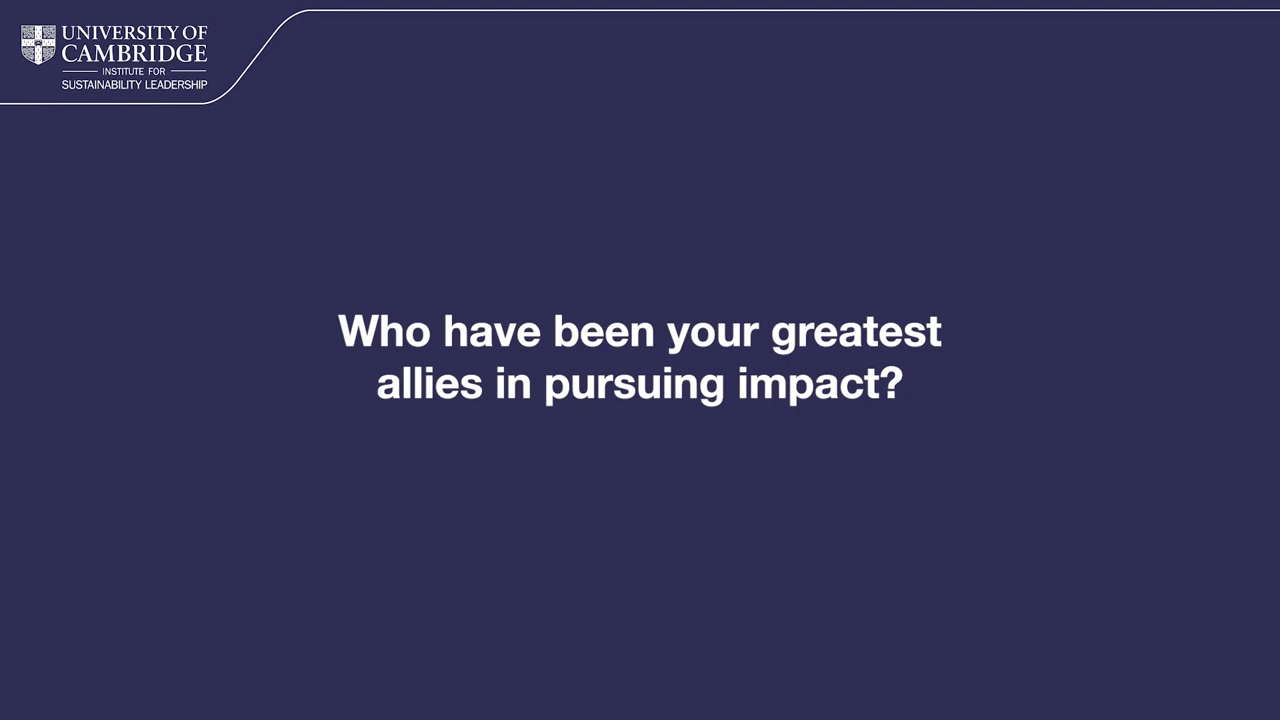 UNIVERSITY OF
CAMBRIDGE
INSTITUTE FOR
SUSTAINABILITY LEADERSHIP
Who have been your greatest
allies in pursuing impact?